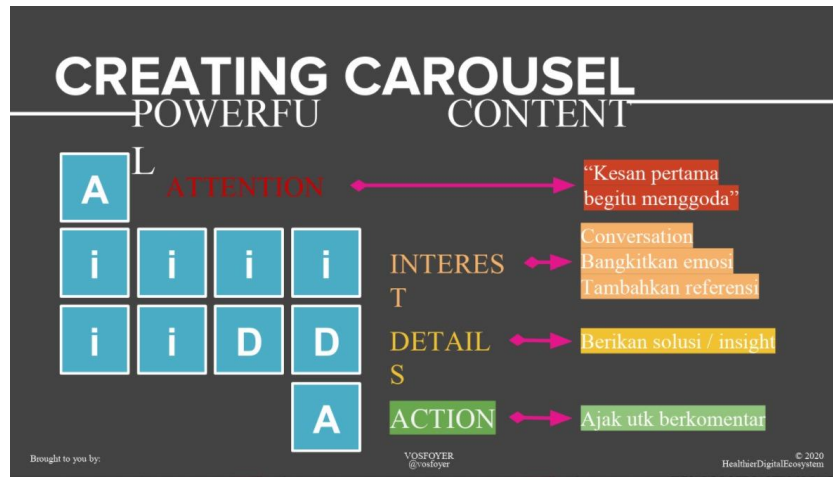 CREATING CAROUSEL
POWERFU
L
CONTENT
A
ATTENTION
“Kesan pertama
begitu menggoda”
i i i i
INTERES
T
Conversation
Bangkitkan emosi
Tambahkan referensi
i i D D
DETAIL
S
Berikan solusi / insight
A
ACTION
Ajak utk berkomentar
Brought to you by:
VOSFOYER
@vosfoyer
© 2020
HealthierDigitalEcosystem